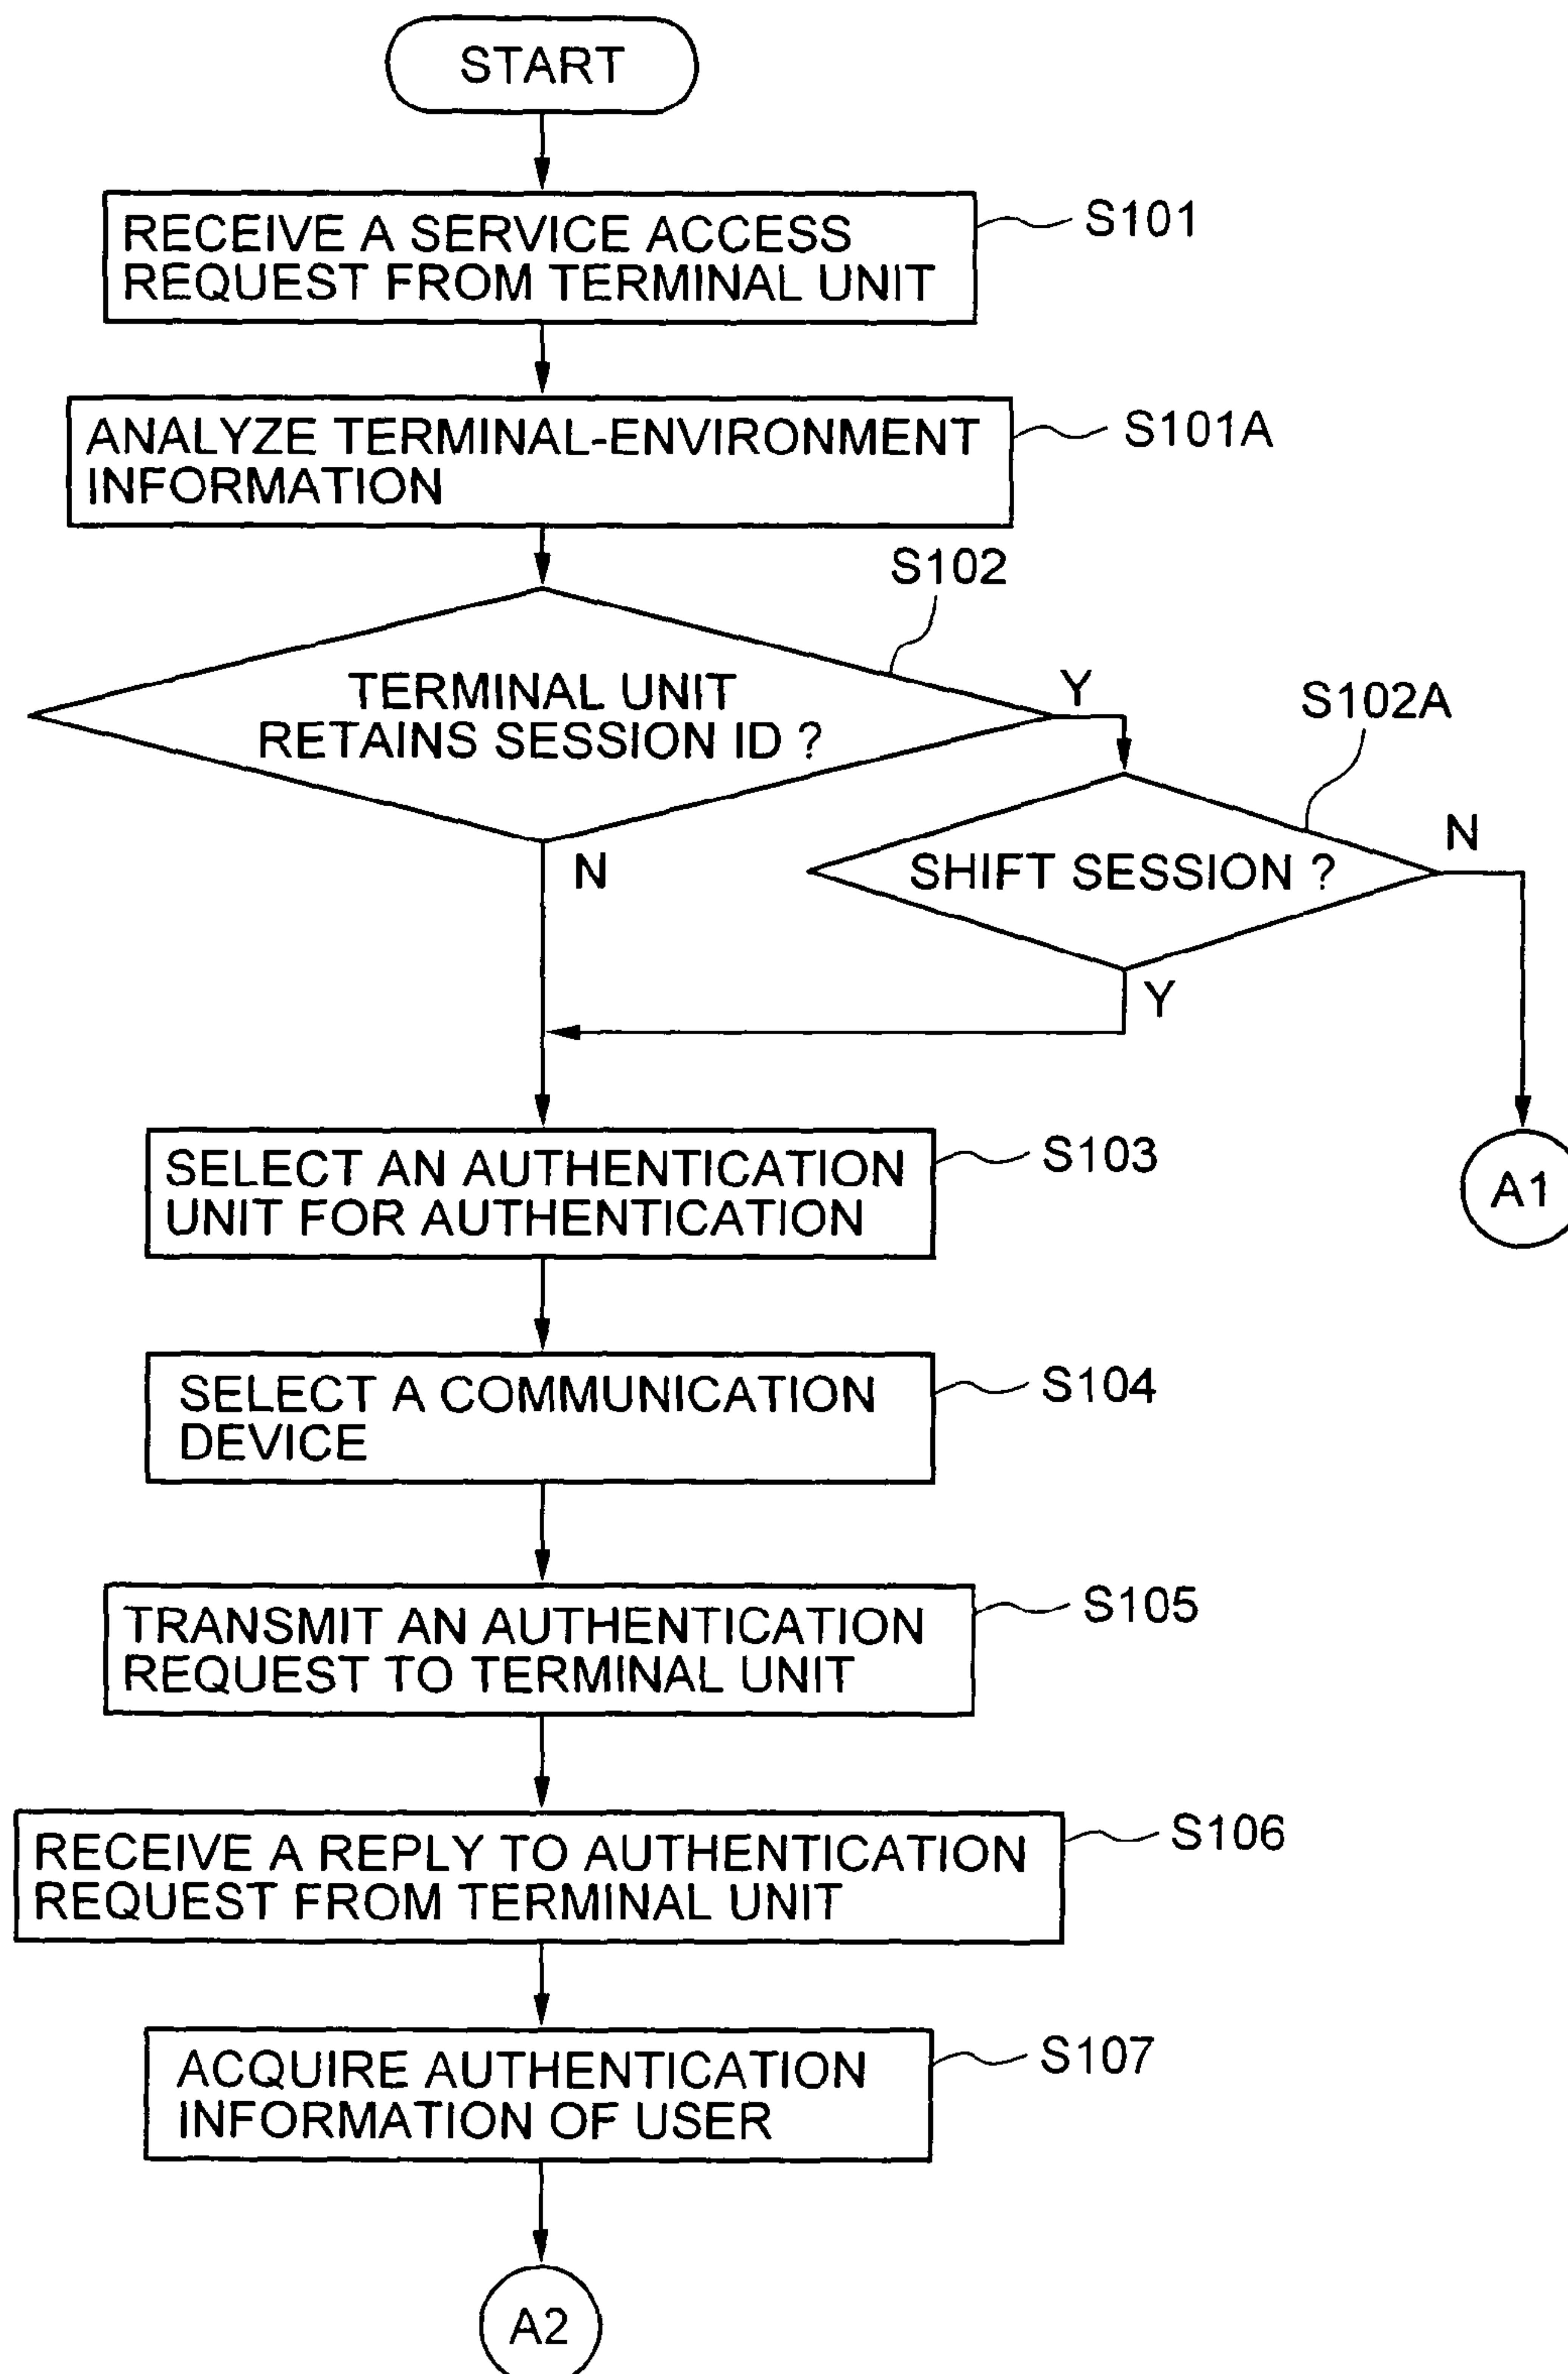 START
RECEIVE A SERVICE ACCESS
REQUEST FROM TERMINAL UNIT
S101
ANALYZE TERMINAL-ENVIRONMENT
INFORMATION
S101A
S102
TERMINAL UNIT
RETAINS SESSION ID ?
Y
N
S102A
SHIFT SESSION ?
N
Y
A1
SELECT AN AUTHENTICATION
UNIT FOR AUTHENTICATION
S103
SELECT A COMMUNICATION
DEVICE
S104
TRANSMIT AN AUTHENTICATION
REQUEST TO TERMINAL UNIT
S105
RECEIVE A REPLY TO AUTHENTICATION
REQUEST FROM TERMINAL UNIT
S106
ACQUIRE AUTHENTICATION
INFORMATION OF USER
S107
A2